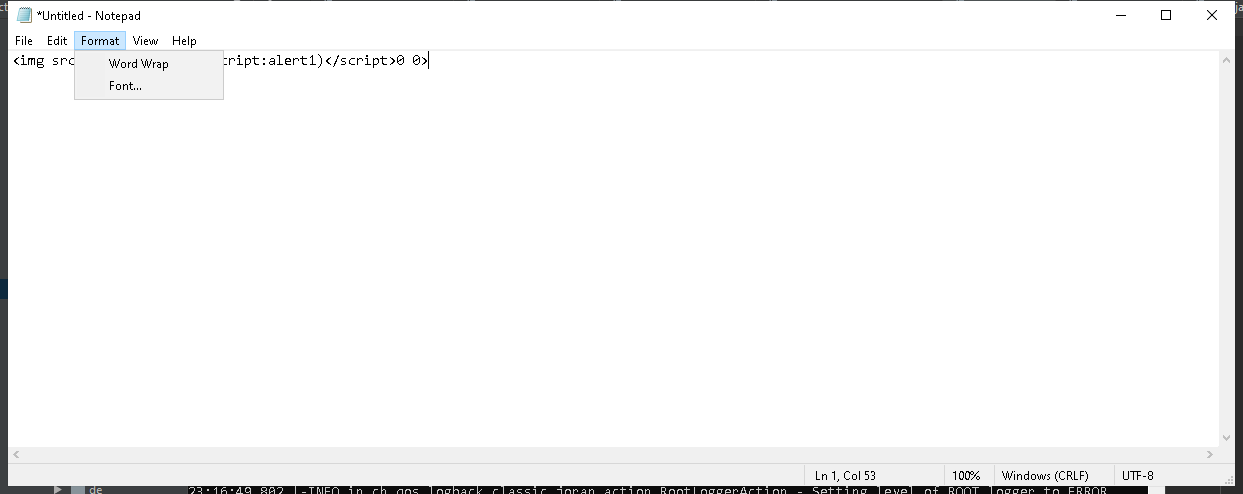 *Untitled - Notepad
File Edit Format View Help
<img src ript:alert1)</script>0 0>
Word Wrap
Font...
Ln 1, Col 53 100% Windows (CRLF) UTF-8
de 23:16:49,802 |-INFO in ch.qos.logback.classic.joran.action.RootLoggerAction - Setting level of ROOT logger to ERROR